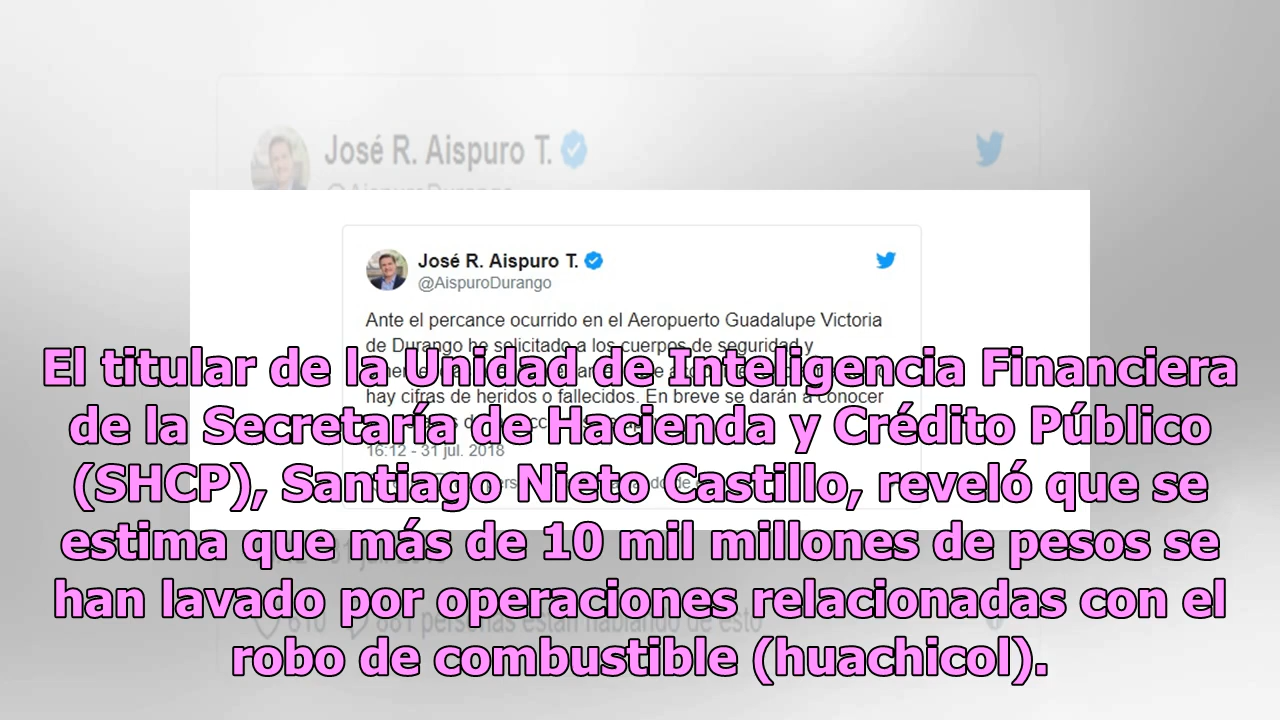 José R. Aispuro T.
José R. Aispuro T.
@AispuroDurango
Ante el percance ocurrido en el Aeropuerto Guadalupe Victoria
de Durango he solicitado a los cuerpos de seguridad y
El titular de la Unidad de Inteligencia Financiera
hay cifras de heridos o fallecidos. En breve se darán a conocer
de la Secretaría de Hacienda y Crédito Público
16:12 - 31 jul. 2018
(SHCP), Santiago Nieto Castillo, reveló que se
estima que más de 10 mil millones de pesos se
han lavado por operaciones relacionadas con el
personas están hablando de esto
robo de combustible (huachicol).